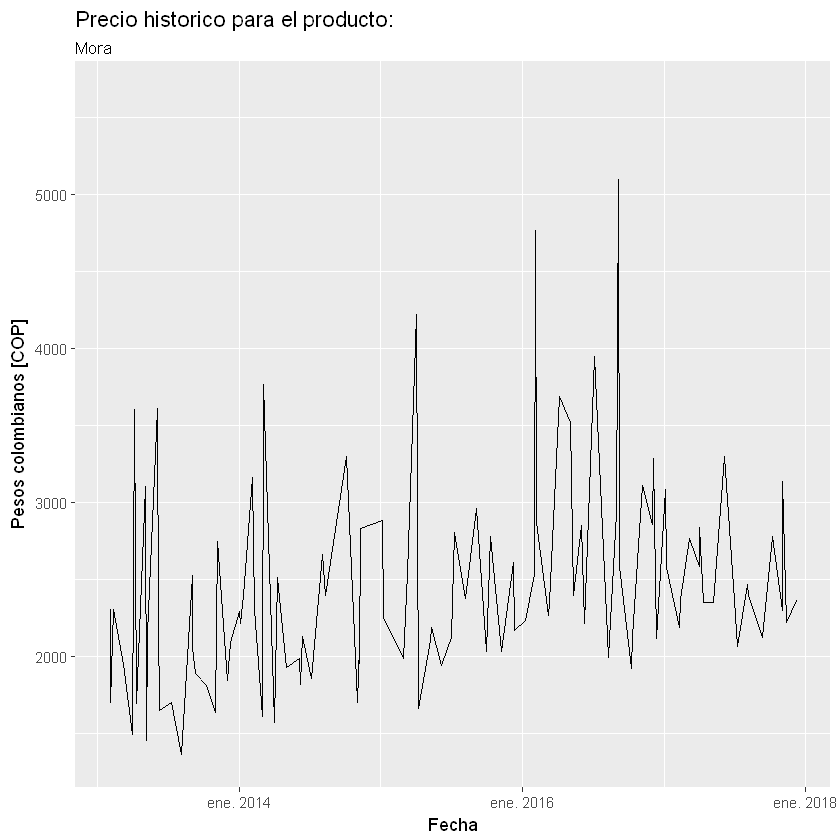 Precio historico para el producto:
Mora
Pesos colombianos [COP]
5000
4000
3000
2000
ene. 2014
ene. 2016
ene. 2018
Fecha